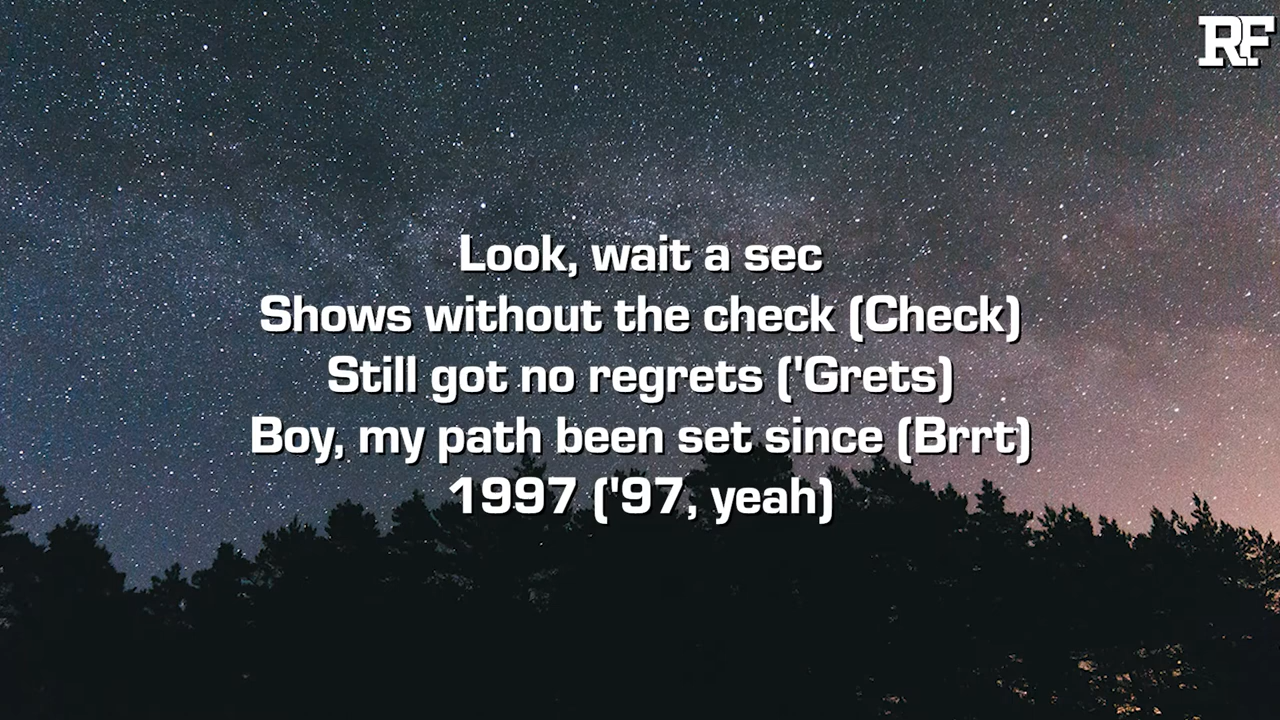 RF
Look, wait a sec
Shows without the check (Check)
Still got no regrets ('Grets)
Boy, my path been set since (Brrt)
1997 ('97, yeah)